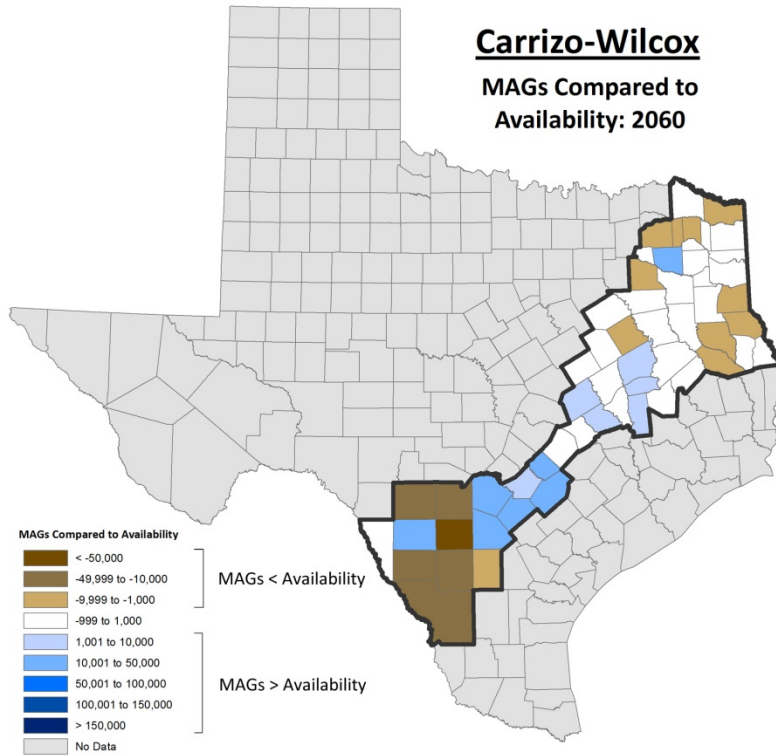 Carrizo-Wilcox
MAGs Compared to
Availability: 2060
MAGs Compared to Availability
< -50,000
-49,999 to -10,000
-9,999 to -1,000
-999 to 1,000
1,001 to 10,000
10,001 to 50,000
50,001 to 100,000
100,001 to 150,000
> 150,000
No Data
MAGs < Availability
MAGs > Availability